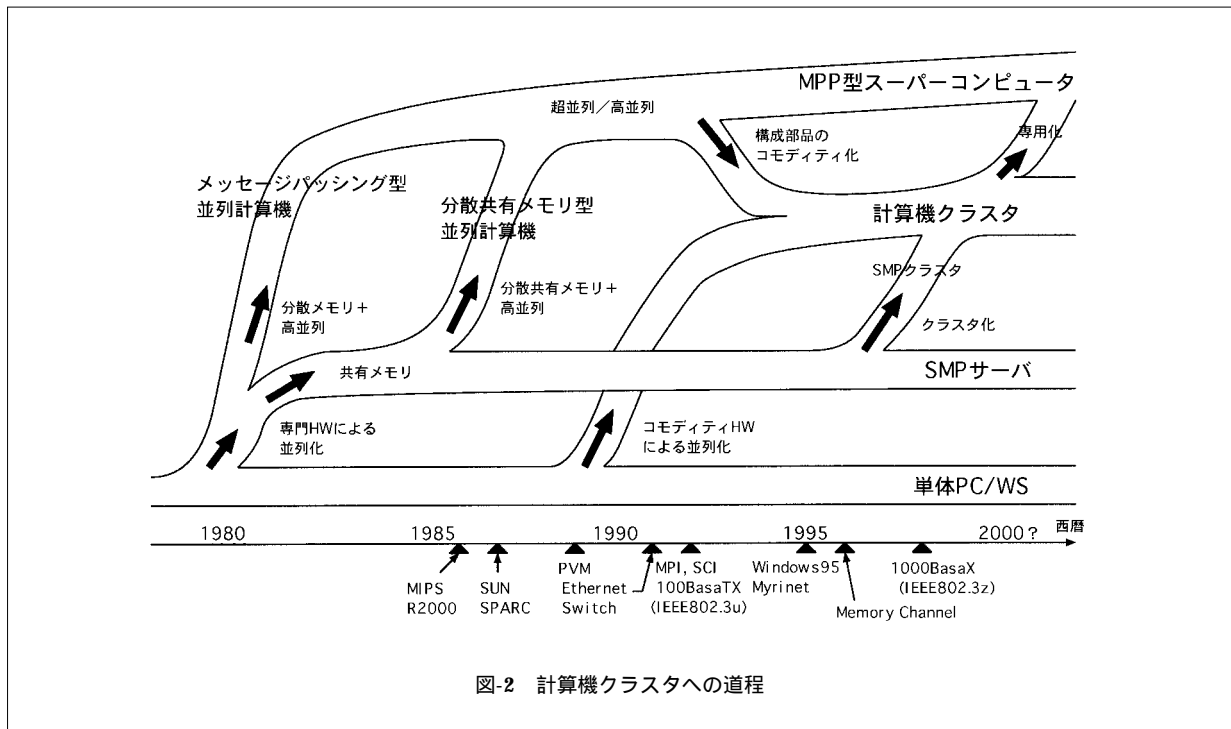 MPP型スーパーコンピュータ
超並列／高並列
構成部品の
コモディティ化
専用化
メッセージパッシング型
並列計算機
分散共有メモリ型
並列計算機
計算機クラスタ
SMPクラスタ
分散メモリ＋
高並列
分散共有メモリ＋
高並列
クラスタ化
共有メモリ
SMPサーバ
専門HWによる
並列化
コモディティHW
による並列化
単体PC/WS
1980
1985
1990
1995
2000？
西暦
MIPS
R2000
SUN
SPARC
PVM
Ethernet
Switch
MPI, SCI
100BasaTX
(IEEE802.3u)
Windows95
Myrinet
Memory Channel
1000BasaX
(IEEE802.3z)
図-2　計算機クラスタへの道程